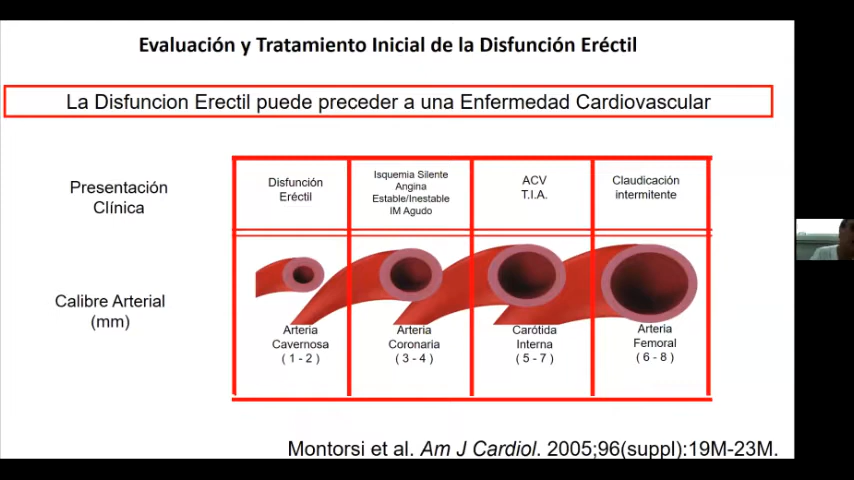 Evaluación y Tratamiento Inicial de la Disfunción Eréctil
La Disfuncion Erectil puede preceder a una Enfermedad Cardiovascular
Presentación
Clínica
Disfunción
Eréctil
Isquemia Silente
Angina
Estable/Inestable
IM Agudo
ACV
T.I.A.
Claudicación
intermitente
Calibre Arterial
(mm)
Arteria
Cavernosa
( 1 - 2 )
Arteria
Coronaria
( 3 - 4 )
Carótida
Interna
( 5 - 7 )
Arteria
Femoral
( 6 - 8 )
Montorsi et al. Am J Cardiol. 2005;96(suppl):19M-23M.